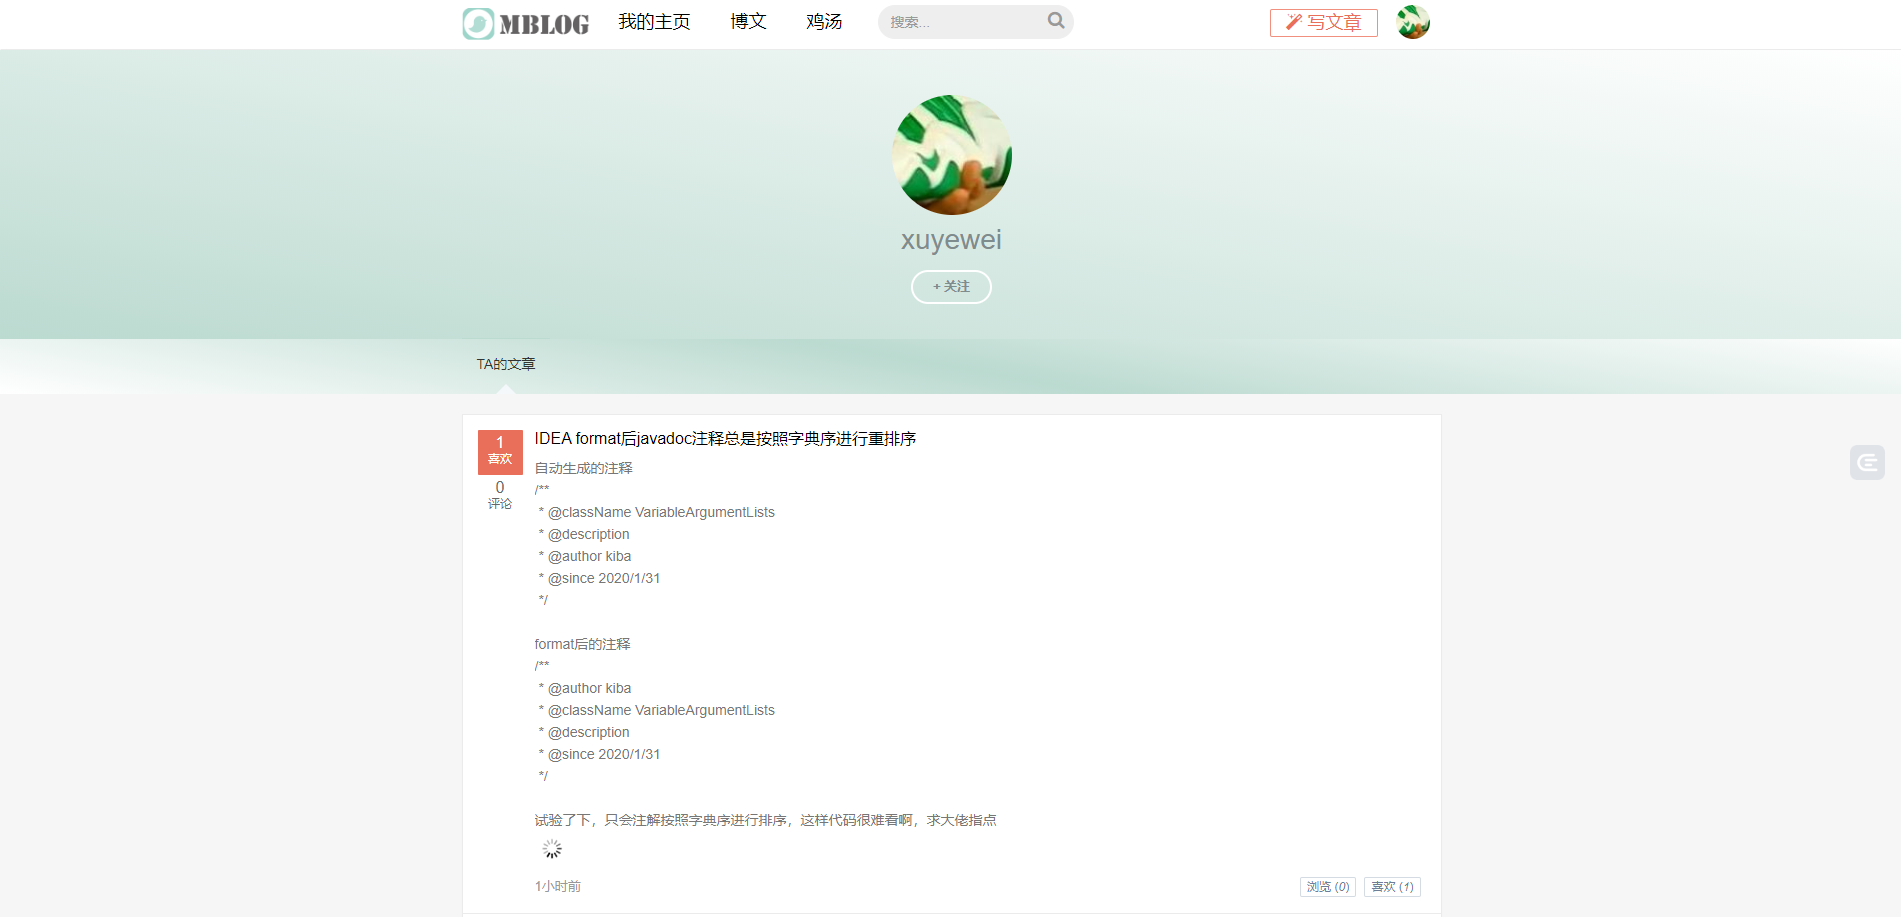 MBLOG 我的主页 博文 鸡汤 搜索... 写文章
xuyewei
+ 关注
TA的文章
1
喜欢
0
评论
IDEA format后javadoc注释总是按照字典序进行重排序
自动生成的注释
/**
* @className VariableArgumentLists
* @description
* @author kiba
* @since 2020/1/31
*/
format后的注释
/**
* @author kiba
* @className VariableArgumentLists
* @description
* @since 2020/1/31
*/
试验了下，只会注解按照字典序进行排序，这样代码很难看啊，求大佬指点
1小时前 浏览 (0) 喜欢 (1)